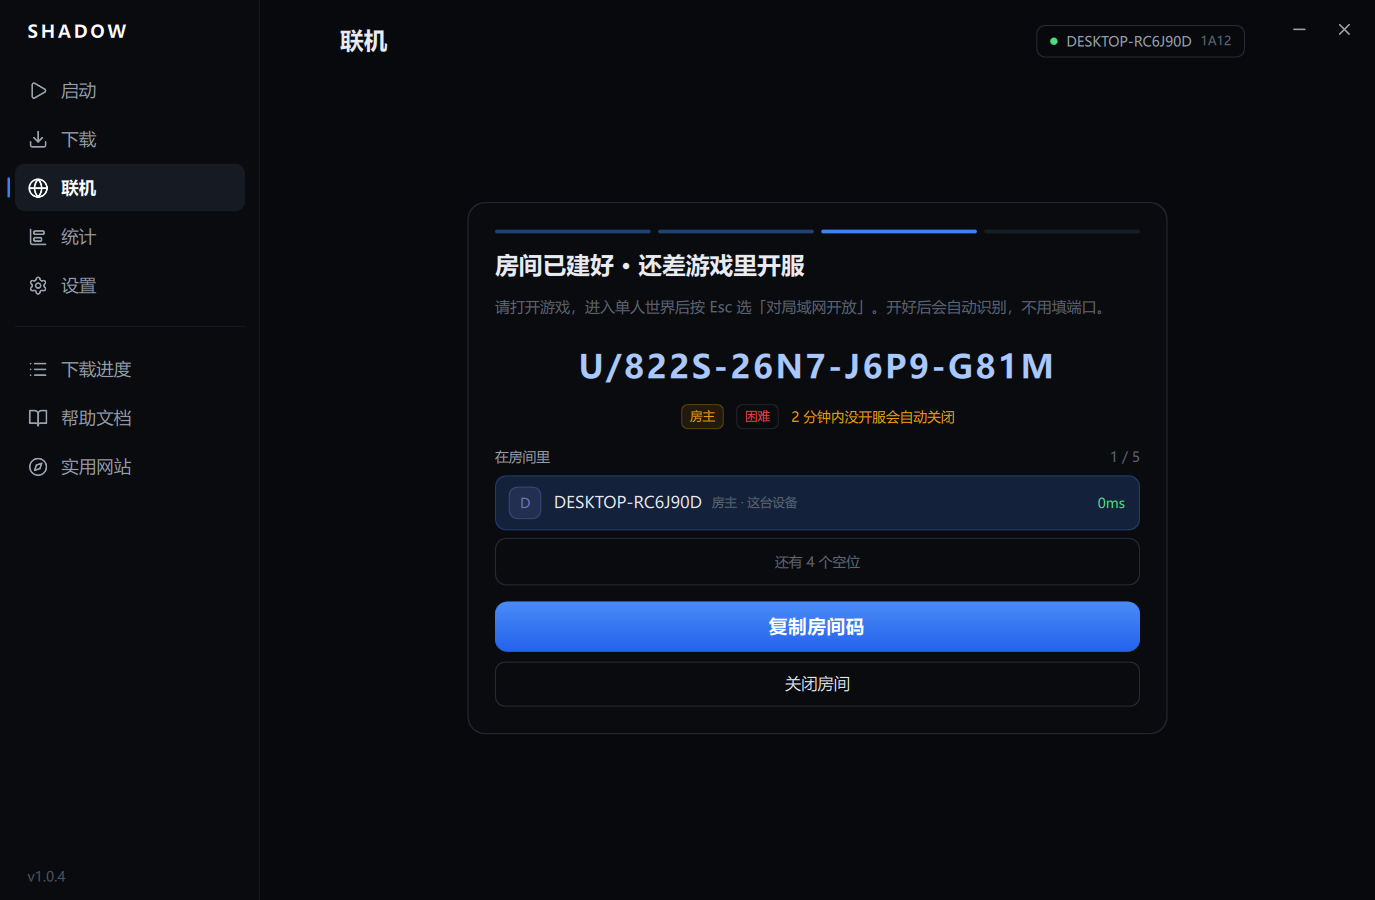 SHADOW
启动
下载
联机
统计
设置
下载进度
帮助文档
实用网站
v1.0.4
联机
DESKTOP-RC6J90D 1A12
房间已建好 · 还差游戏里开服
请打开游戏，进入单人世界后按 Esc 选「对局域网开放」。开好后会自动识别，不用填端口。
U/822S-26N7-J6P9-G81M
房主 困难 2 分钟内没开服会自动关闭
在房间里 1 / 5
D DESKTOP-RC6J90D 房主 · 这台设备 0ms
还有 4 个空位
复制房间码
关闭房间